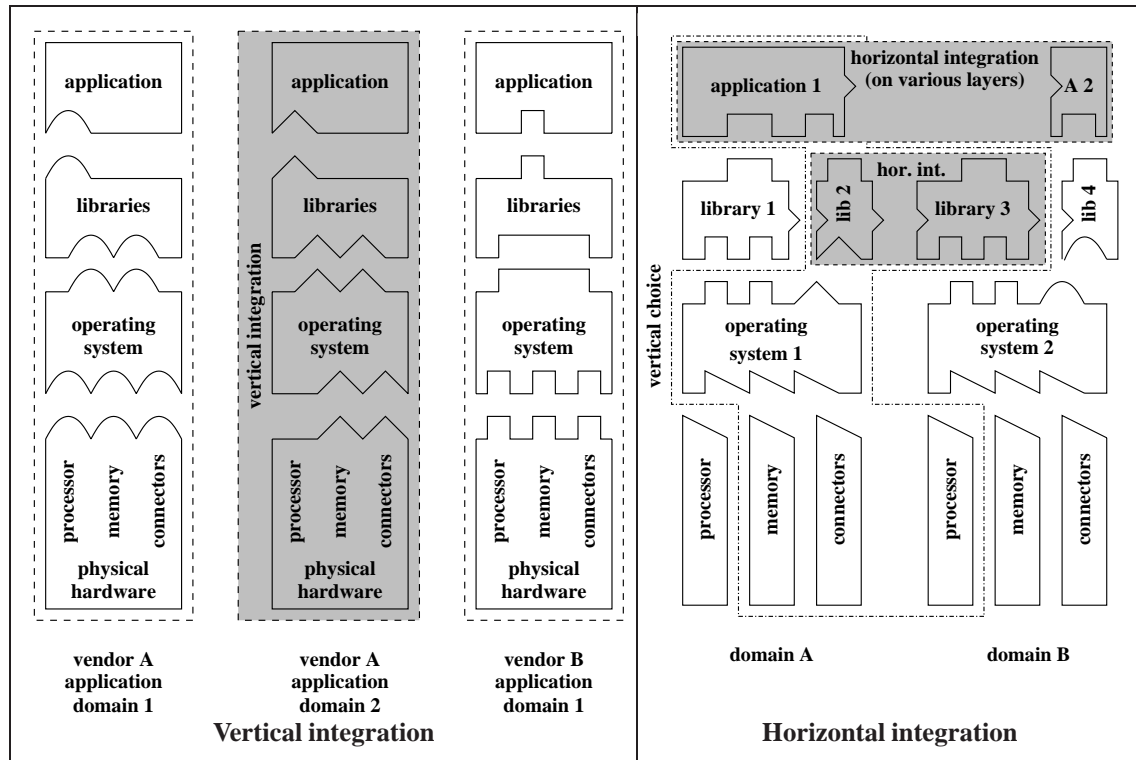 application
libraries
operating
system
processor
memory
connectors
physical
hardware
vendor A
application
domain 1
vertical integration
application
libraries
operating
system
processor
memory
connectors
physical
hardware
vendor A
application
domain 2
application
libraries
operating
system
processor
memory
connectors
physical
hardware
vendor B
application
domain 1
Vertical integration
vertical choice
application 1
horizontal integration
(on various layers)
A 2
hor. int.
library 1
lib 2
library 3
lib 4
operating
system 1
operating
system 2
processor
memory
connectors
processor
memory
connectors
domain A
domain B
Horizontal integration